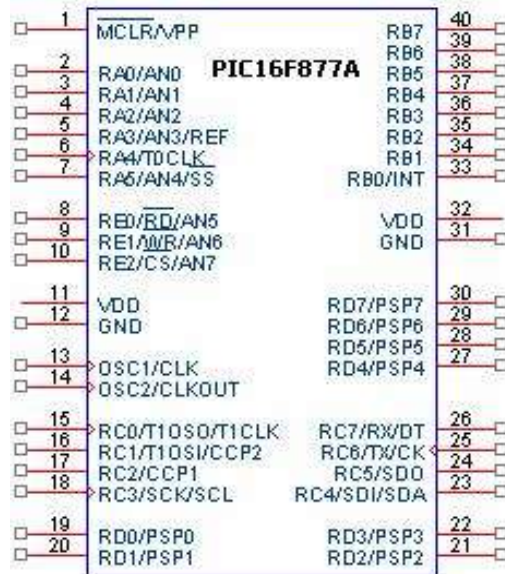 1 MCLR/VPP RB7 40
RB6 39
2 RA0/AN0 PIC16F877A RB5 38
3 RA1/AN1 RB4 37
4 RA2/AN2 RB3 36
5 RA3/AN3/REF RB2 35
6 RA4/T0CLK RB1 34
7 RA5/AN4/SS RB0/INT 33
8 RE0/RD/AN5 VDD 32
9 RE1/WR/AN6 GND 31
10 RE2/CS/AN7
11 VDD RD7/PSP7 30
12 GND RD6/PSP6 29
RD5/PSP5 28
13 OSC1/CLK RD4/PSP4 27
14 OSC2/CLKOUT
15 RC0/T1OSO/T1CLK RC7/RX/DT 26
16 RC1/T1OSI/CCP2 RC6/TX/CK 25
17 RC2/CCP1 RC5/SDO 24
18 RC3/SCK/SCL RC4/SDI/SDA 23
19 RD0/PSP0 RD3/PSP3 22
20 RD1/PSP1 RD2/PSP2 21